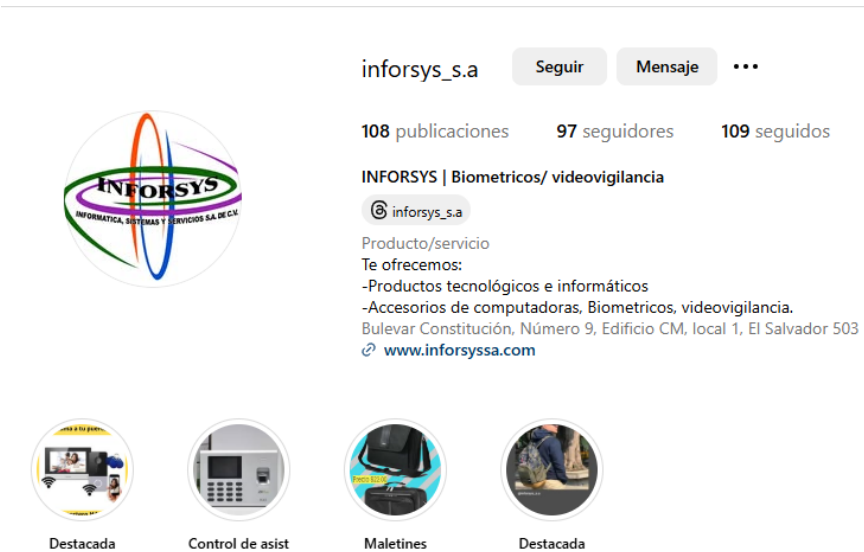 inforsys_s.a Seguir Mensaje
108 publicaciones 97 seguidores 109 seguidos
INFORSYS
INFORMATICA, SISTEMAS Y SERVICIOS S.A. DE C.V.
INFORSYS | Biometricos/ videovigilancia
inforsys_s.a
Producto/servicio
Te ofrecemos:
-Productos tecnológicos e informáticos
-Accesorios de computadoras, Biometricos, videovigilancia.
Bulevar Constitución, Número 9, Edificio CM, local 1, El Salvador 503
www.inforsyssa.com
Destacada Control de asist Maletines Destacada